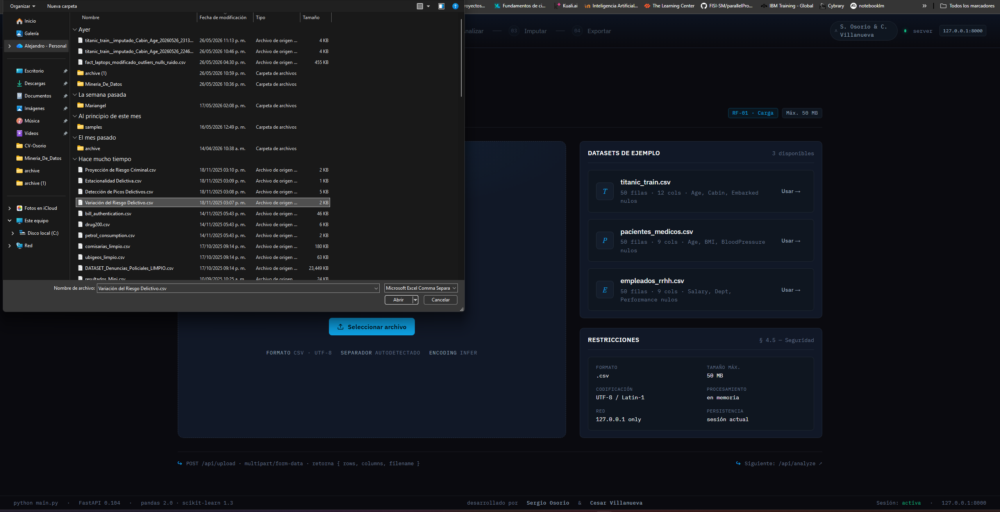 Organizar
Nueva carpeta
Inicio
Galería
Alejandro - Personal
Escritorio
Descargas
Documentos
Imágenes
Música
Videos
CV-Osorio
Mineria_De_Datos
archive
archive (1)
Fotos en iCloud
Este equipo
Disco local (C:)
Red
Nombre Fecha de modificación Tipo Tamaño
Ayer
titanic_train__imputado_Cabin_Age_20260526_2313... 26/05/2026 11:13 p. m. Archivo de origen ... 4 KB
titanic_train__imputado_Cabin_Age_20260526_2246... 26/05/2026 10:46 p. m. Archivo de origen ... 4 KB
fact_laptops_modificado_outliers_nulls_ruido.csv 26/05/2026 04:30 p. m. Archivo de origen ... 455 KB
archive (1) 26/05/2026 10:59 p. m. Carpeta de archivos
Mineria_De_Datos 26/05/2026 10:36 p. m. Carpeta de archivos
La semana pasada
Mariangel 17/05/2026 02:08 p. m. Carpeta de archivos
Al principio de este mes
samples 16/05/2026 12:49 p. m. Carpeta de archivos
El mes pasado
archive 14/04/2026 10:38 a. m. Carpeta de archivos
Hace mucho tiempo
Proyección de Riesgo Criminal.csv 18/11/2025 03:10 p. m. Archivo de origen ... 2 KB
Estacionalidad Delictiva.csv 18/11/2025 03:09 p. m. Archivo de origen ... 1 KB
Detección de Picos Delictivos.csv 18/11/2025 03:08 p. m. Archivo de origen ... 5 KB
Variación del Riesgo Delictivo.csv 18/11/2025 03:07 p. m. Archivo de origen ... 2 KB
bill_authentication.csv 14/11/2025 05:43 p. m. Archivo de origen ... 46 KB
drug200.csv 14/11/2025 05:43 p. m. Archivo de origen ... 6 KB
petrol_consumption.csv 14/11/2025 05:43 p. m. Archivo de origen ... 2 KB
comisarias_limpio.csv 17/10/2025 09:14 p. m. Archivo de origen ... 180 KB
ubigeos_limpio.csv 17/10/2025 09:14 p. m. Archivo de origen ... 63 KB
DATASET_Denuncias_Policiales_LIMPIO.csv 17/10/2025 09:14 p. m. Archivo de origen ... 23,449 KB
resultados_Mini.csv 10/09/2025 10:25 a. m. Archivo de origen ... 24 KB
Nombre de archivo: Variación del Riesgo Delictivo.csv Microsoft Excel Comma Separa
Abrir Cancelar
royectos... Fundamentos de ci... Kuali.ai Inteligencia Artificial... The Learning Center FISI-SM/parallelPro... IBM Training - Global Cybrary notebooklm » Todos los marcadores
nalizar — 03 Imputar — 04 Exportar
S. Osorio & C.
Villanueva
server
127.0.0.1:8000
RF-01 · Carga
Máx. 50 MB
Seleccionar archivo
FORMATO CSV · UTF-8 SEPARADOR AUTODETECTADO ENCODING INFER
DATASETS DE EJEMPLO 3 disponibles
T
titanic_train.csv
50 filas · 12 cols · Age, Cabin, Embarked
nulos
Usar →
P
pacientes_medicos.csv
50 filas · 9 cols · Age, BMI, BloodPressure
nulos
Usar →
E
empleados_rrhh.csv
50 filas · 9 cols · Salary, Dept,
Performance nulos
Usar →
RESTRICCIONES § 4.5 — Seguridad
FORMATO TAMAÑO MÁX.
.csv 50 MB
CODIFICACIÓN PROCESAMIENTO
UTF-8 / Latin-1 en memoria
RED PERSISTENCIA
127.0.0.1 only sesión actual
↪ POST /api/upload · multipart/form-data · retorna { rows, columns, filename }
↪ Siguiente: /api/analyze ↗
python main.py · FastAPI 0.104 · pandas 2.0 · scikit-learn 1.3
desarrollado por Sergio Osorio & Cesar Villanueva
Sesión: activa · 127.0.0.1:8000